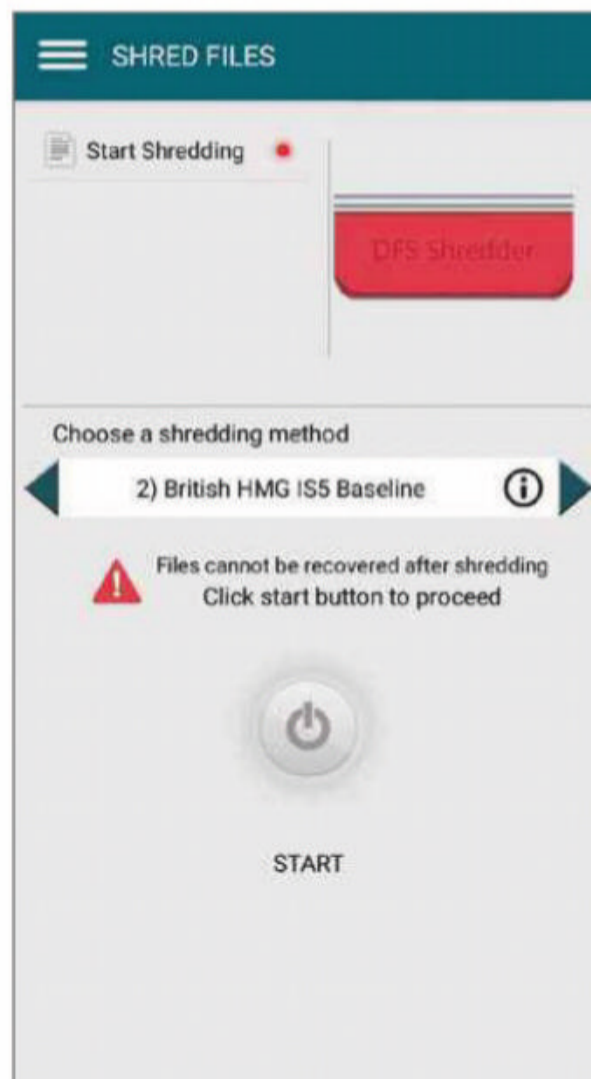 SHRED FILES
Start Shredding
DFS Shredder
Choose a shredding method
2) British HMG IS5 Baseline
Files cannot be recovered after shredding
Click start button to proceed
START